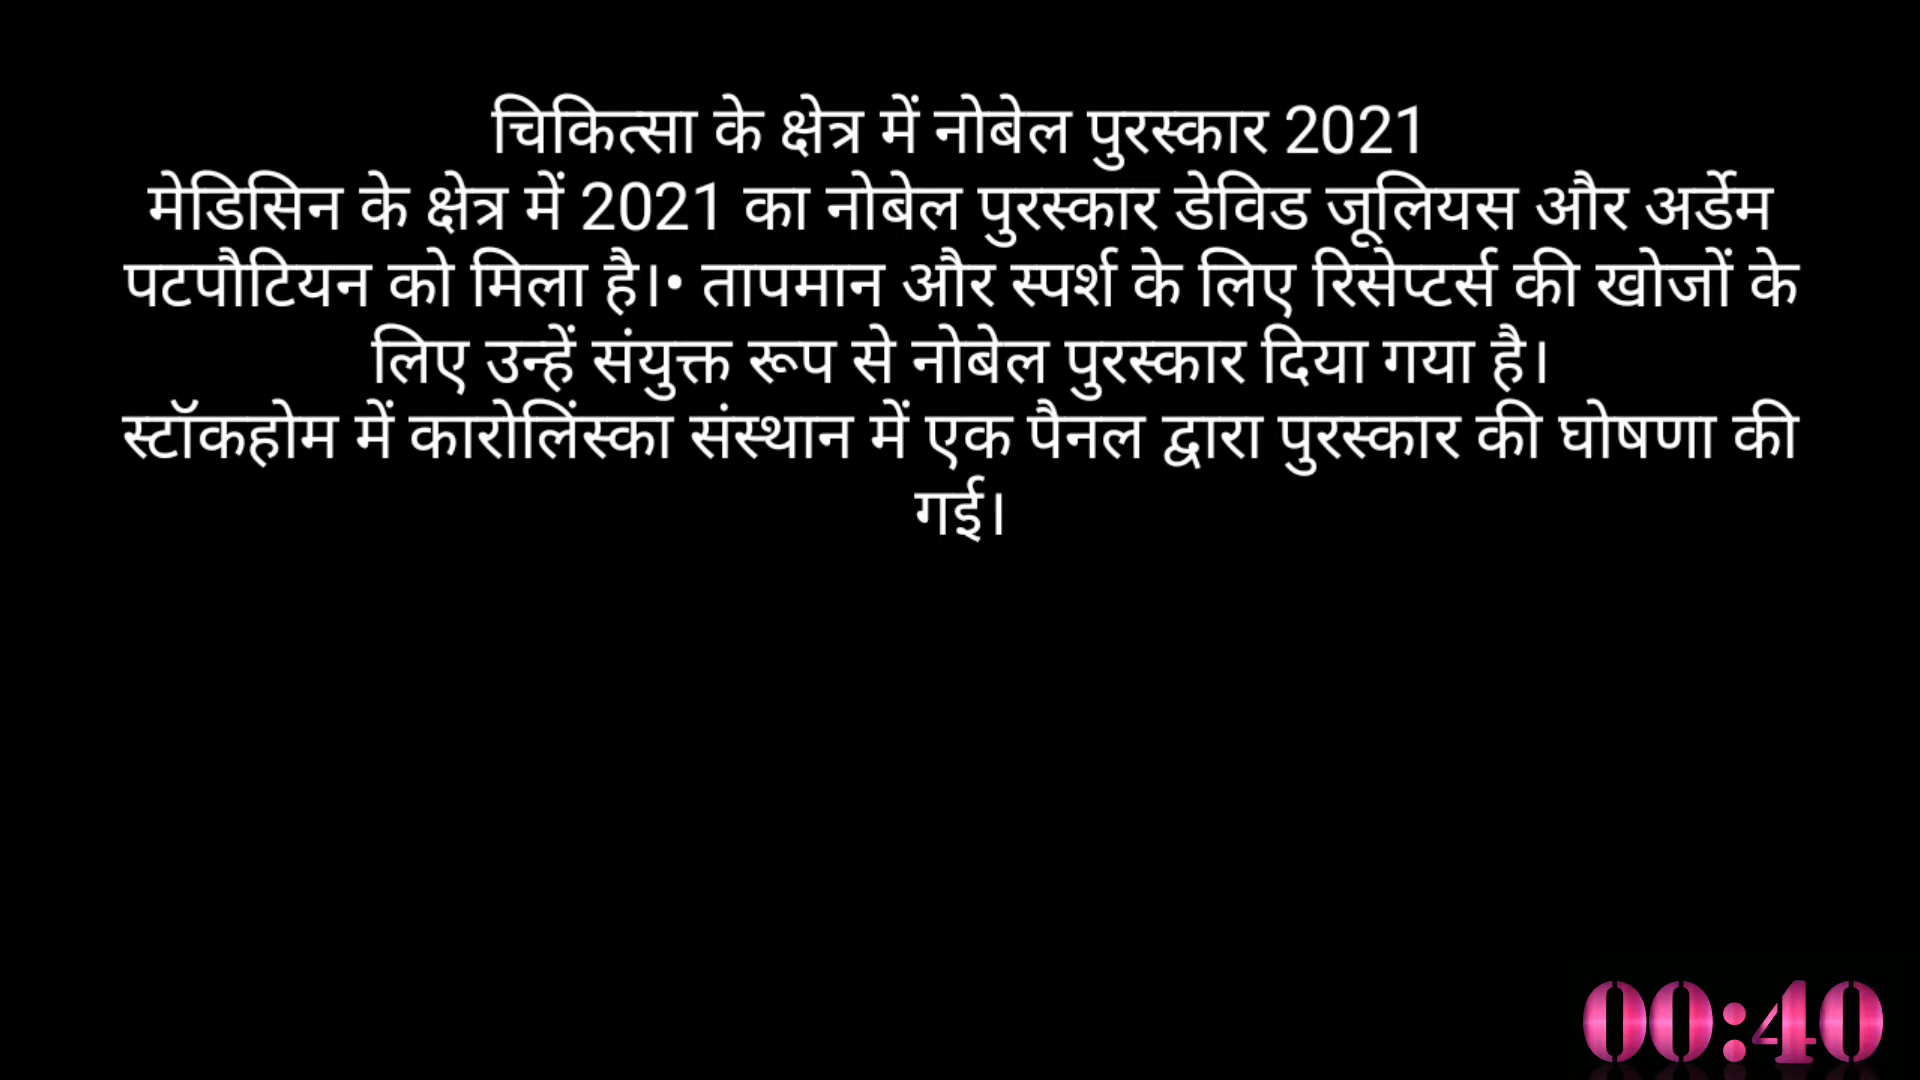 चिकित्सा के क्षेत्र में नोबेल पुरस्कार 2021
मेडिसिन के क्षेत्र में 2021 का नोबेल पुरस्कार डेविड जूलियस और अर्डेम
पटपौटियन को मिला है।• तापमान और स्पर्श के लिए रिसेप्टर्स की खोजों के
लिए उन्हें संयुक्त रूप से नोबेल पुरस्कार दिया गया है।
स्टॉकहोम में कारोलिंस्का संस्थान में एक पैनल द्वारा पुरस्कार की घोषणा की
गई।
00:40